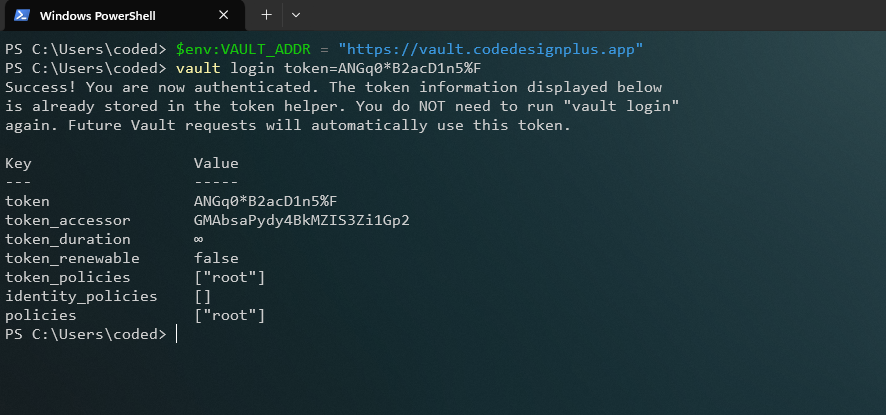 Windows PowerShell
PS C:\Users\coded> $env:VAULT_ADDR = "https://vault.codedesignplus.app"
PS C:\Users\coded> vault login token=ANGq0*B2acD1n5%F
Success! You are now authenticated. The token information displayed below
is already stored in the token helper. You do NOT need to run "vault login"
again. Future Vault requests will automatically use this token.
Key Value
--- -----
token ANGq0*B2acD1n5%F
token_accessor GMAbsaPydy4BkMZIS3Zi1Gp2
token_duration ∞
token_renewable false
token_policies ["root"]
identity_policies []
policies ["root"]
PS C:\Users\coded>